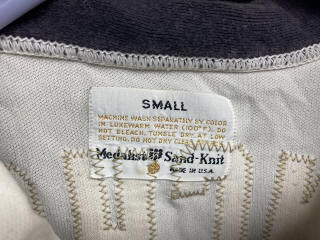 SMALL
MACHINE WASH SEPARATELY BY COLOR
IN LUKEWARM WATER (100°F). DO
NOT BLEACH. TUMBLE DRY AT LOW
SETTING. DO NOT DRY CLEAN.
Medalist Sand-Knit
MADE IN U.S.A.